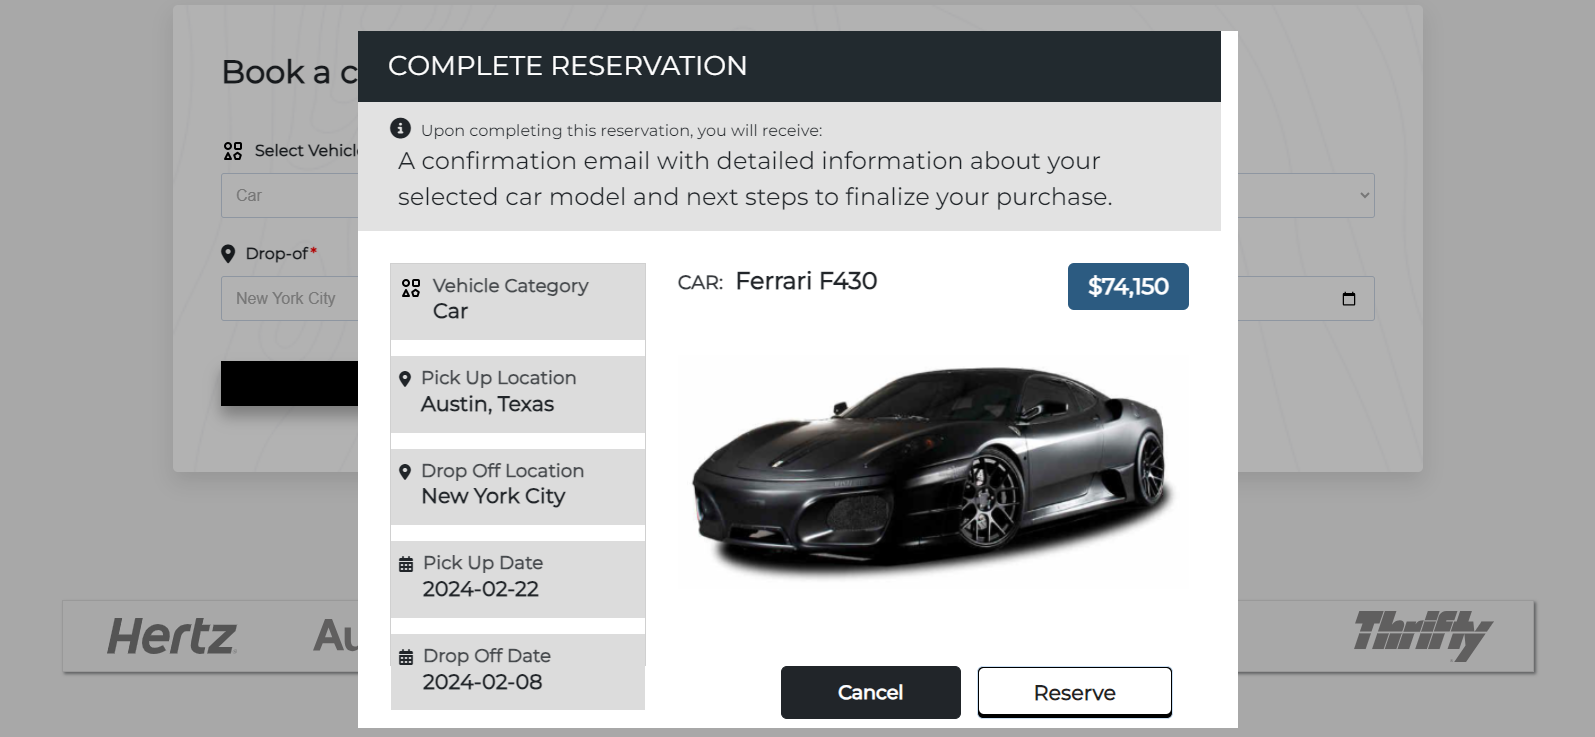 COMPLETE RESERVATION
Upon completing this reservation, you will receive:
A confirmation email with detailed information about your
selected car model and next steps to finalize your purchase.
Book a c
Select Vehicl
Car
Drop-of*
New York City
Vehicle Category
Car
Pick Up Location
Austin, Texas
Drop Off Location
New York City
Pick Up Date
2024-02-22
Drop Off Date
2024-02-08
CAR: Ferrari F430
$74,150
Cancel
Reserve
Hertz
Au
Thrifty